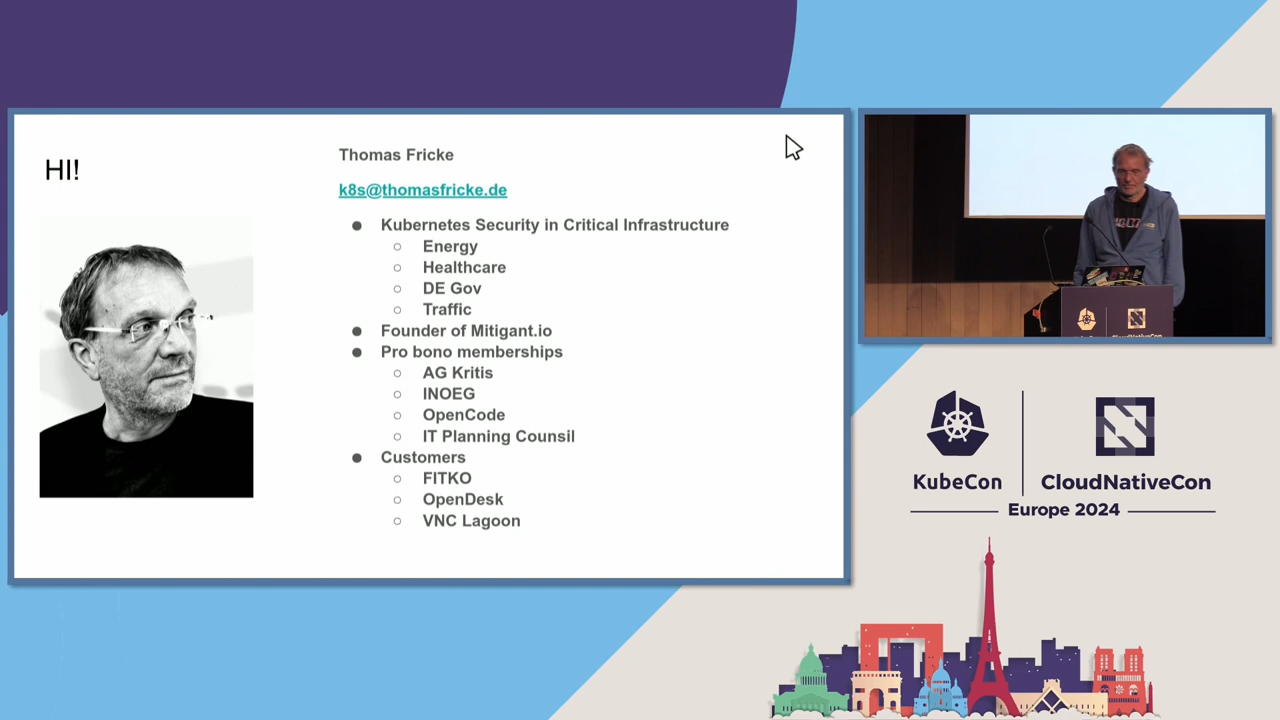 HI!
Thomas Fricke
k8s@thomasfricke.de
Kubernetes Security in Critical Infrastructure
Energy
Healthcare
DE Gov
Traffic
Founder of Mitigant.io
Pro bono memberships
AG Kritis
INOEG
OpenCode
IT Planning Counsil
Customers
FITKO
OpenDesk
VNC Lagoon
KubeCon
CloudNativeCon
Europe 2024